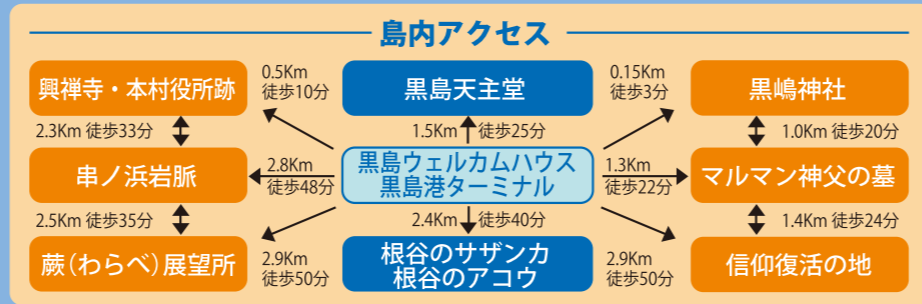 島内アクセス
興禅寺・本村役所跡
0.5Km
徒歩10分
黒島天主堂
0.15Km
徒歩3分
黒嶋神社
2.3Km 徒歩33分
1.5Km 徒歩25分
1.0Km 徒歩20分
串ノ浜岩脈
2.8Km
徒歩48分
黒島ウェルカムハウス
黒島港ターミナル
1.3Km
徒歩22分
マルマン神父の墓
2.5Km 徒歩35分
2.4Km 徒歩40分
1.4Km 徒歩24分
蕨(わらべ)展望所
2.9Km
徒歩50分
根谷のサザンカ
根谷のアコウ
2.9Km
徒歩50分
信仰復活の地